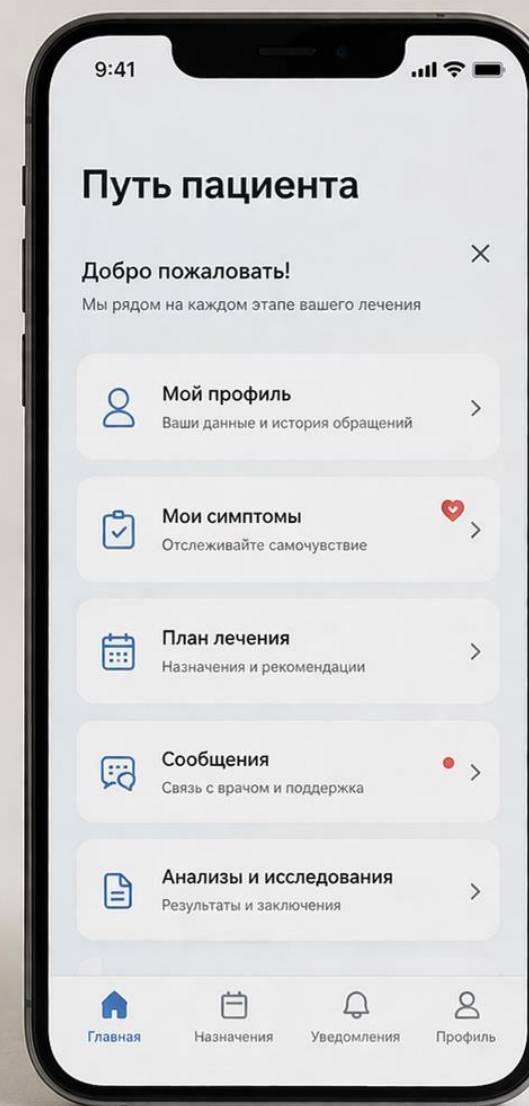 9:41
Путь пациента
Добро пожаловать!
Мы рядом на каждом этапе вашего лечения
Мой профиль
Ваши данные и история обращений
Мои симптомы
Отслеживайте самочувствие
План лечения
Назначения и рекомендации
Сообщения
Связь с врачом и поддержка
Анализы и исследования
Результаты и заключения
Главная
Назначения
Уведомления
Профиль